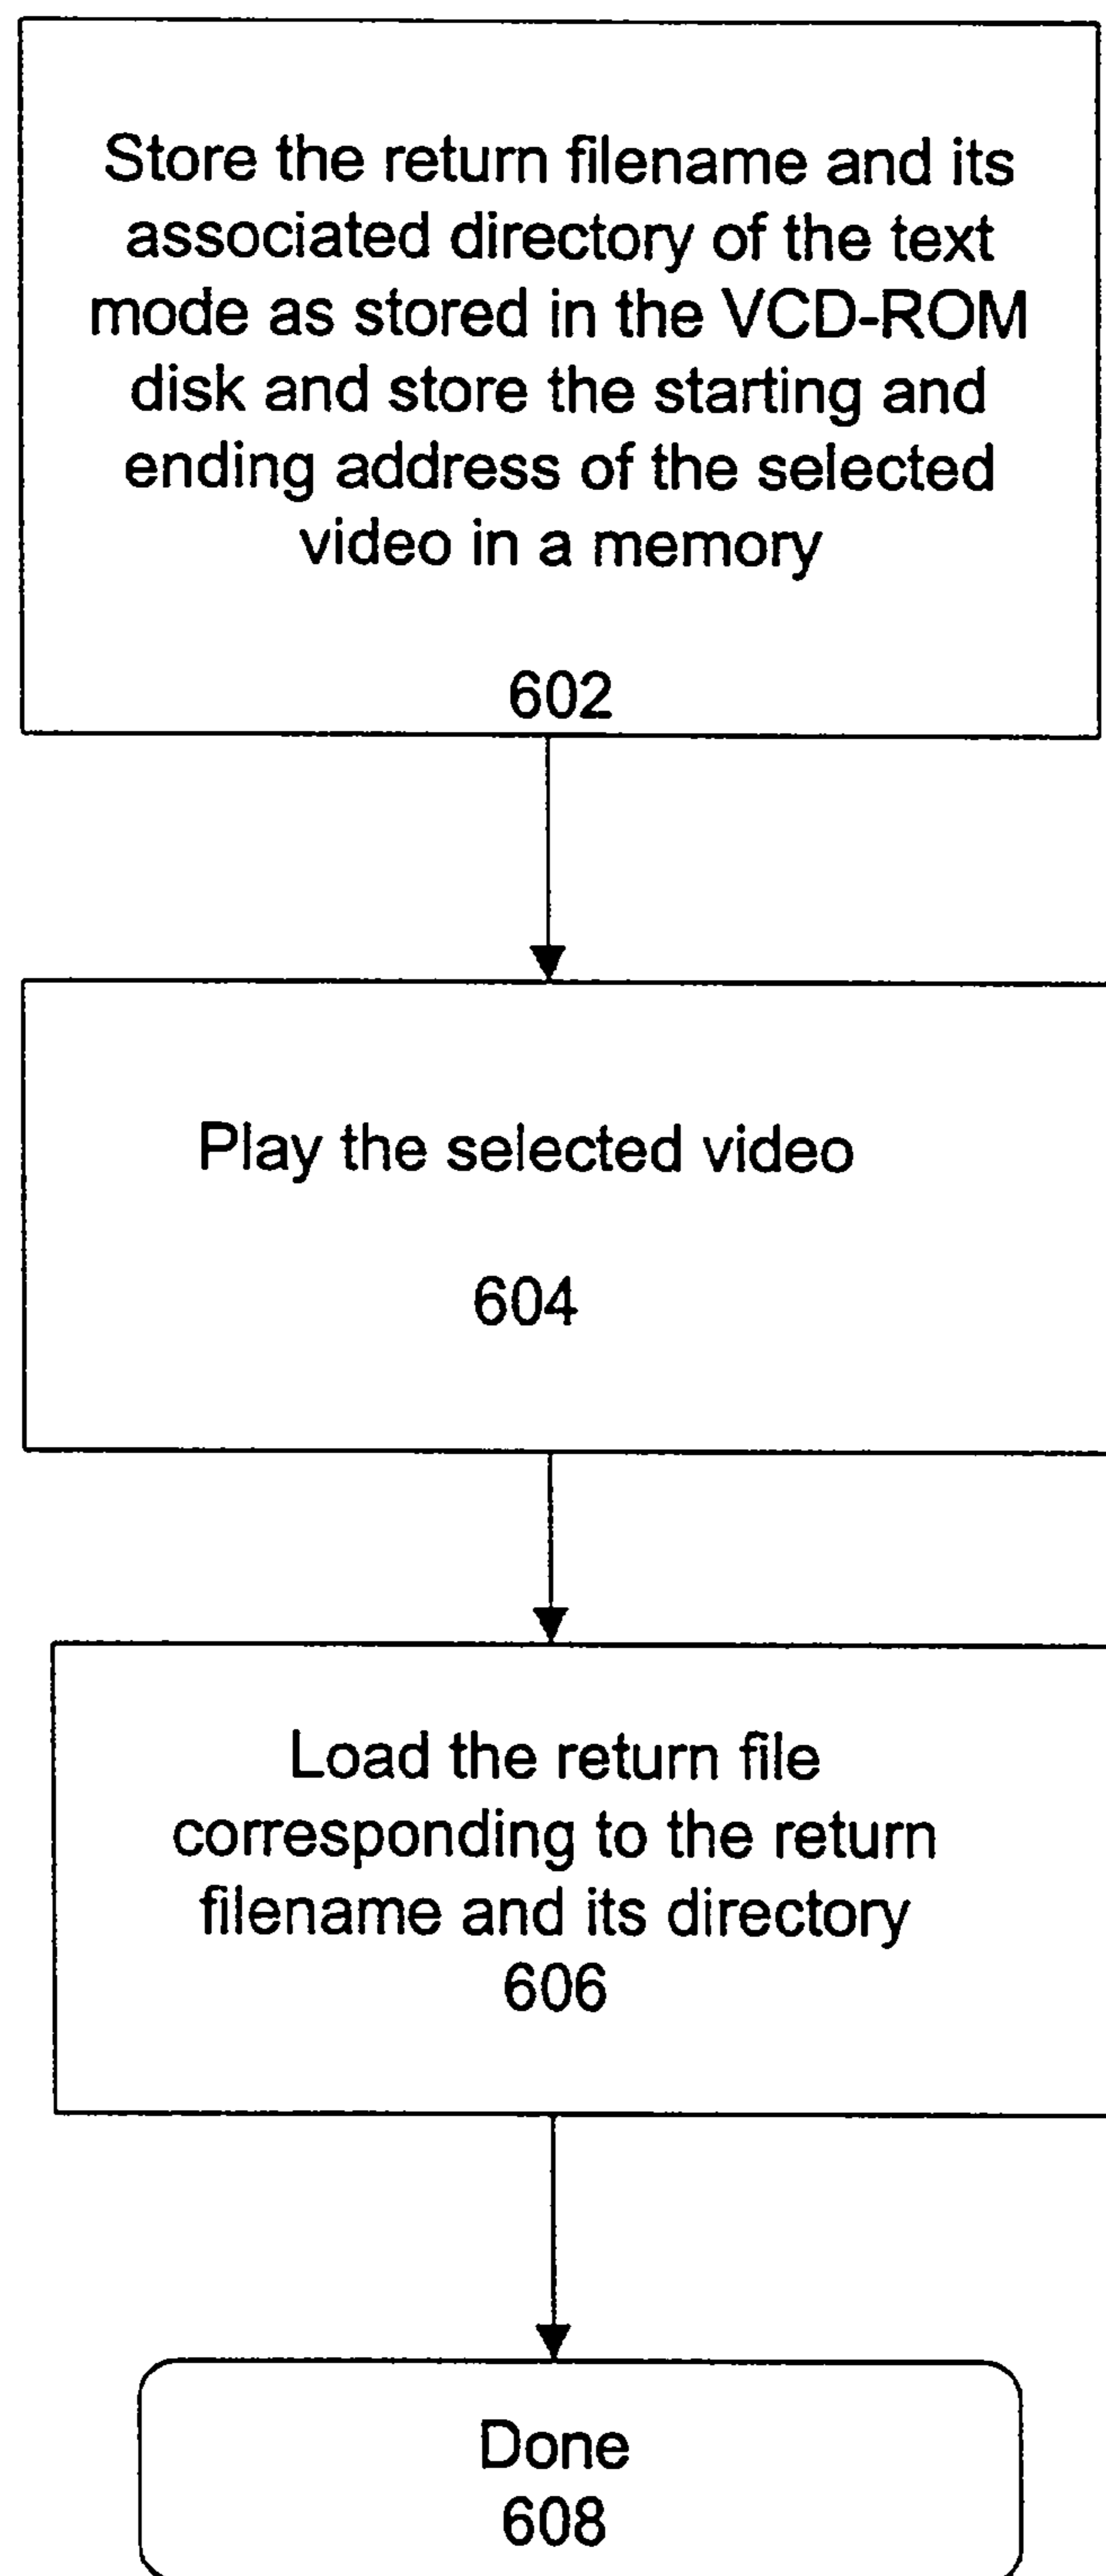 Store the return filename and its
associated directory of the text
mode as stored in the VCD-ROM
disk and store the starting and
ending address of the selected
video in a memory
602
Play the selected video
604
Load the return file
corresponding to the return
filename and its directory
606
Done
608